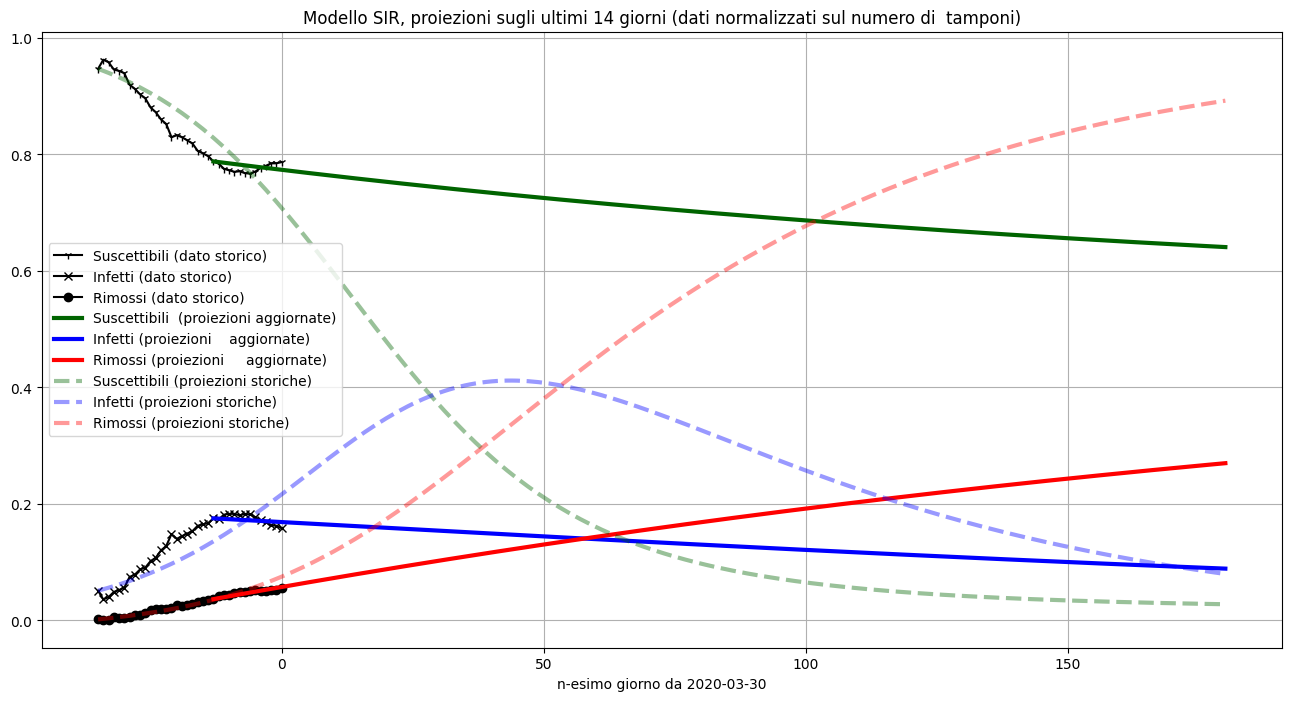 Modello SIR, proiezioni sugli ultimi 14 giorni (dati normalizzati sul numero di  tamponi)
1.0
0.8
0.6
0.4
0.2
0.0
Suscettibili (dato storico)
Infetti (dato storico)
Rimossi (dato storico)
Suscettibili  (proiezioni aggiornate)
Infetti (proiezioni    aggiornate)
Rimossi (proiezioni     aggiornate)
Suscettibili (proiezioni storiche)
Infetti (proiezioni storiche)
Rimossi (proiezioni storiche)
0 50 100 150
n-esimo giorno da 2020-03-30